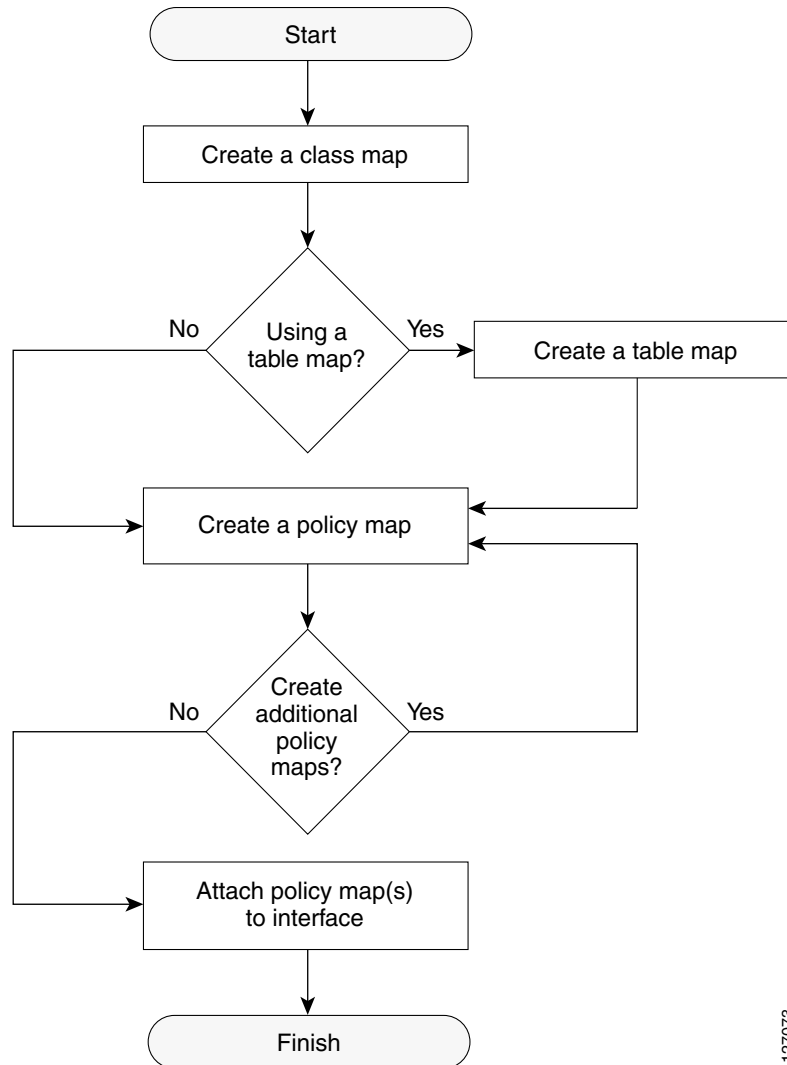 Start
Create a class map
No
Using a
table map?
Yes
Create a table map
Create a policy map
No
Create
additional
policy
maps?
Yes
Attach policy map(s)
to interface
Finish